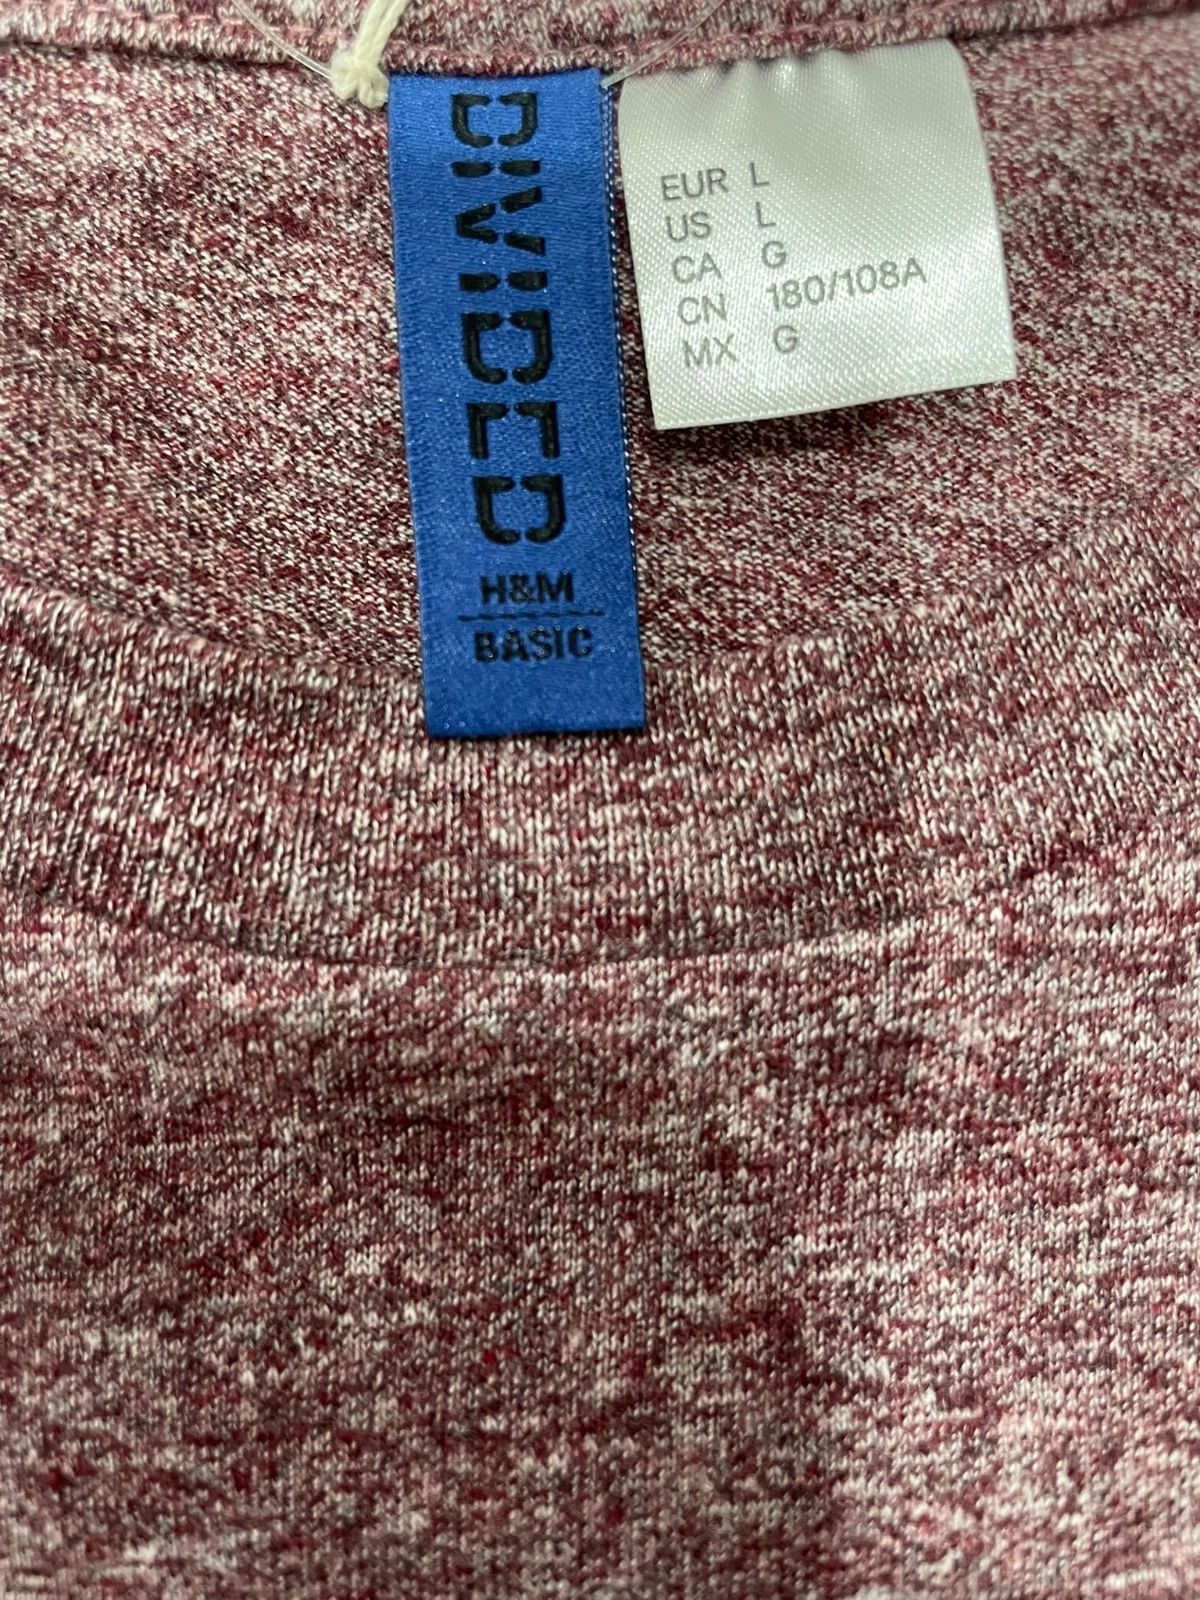 DIVIDED
H&M
BASIC
EUR L
US L
CA G
CN 180/108A
MX G